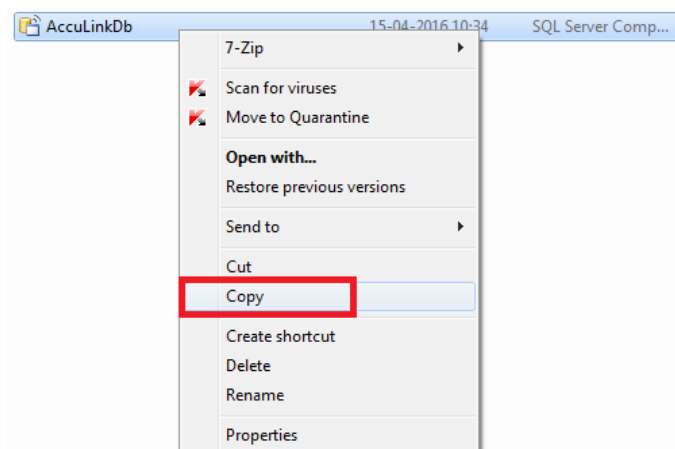 AccuLinkDb 15-04-2016 10:34 SQL Server Comp...
7-Zip
Scan for viruses
Move to Quarantine
Open with...
Restore previous versions
Send to
Cut
Copy
Create shortcut
Delete
Rename
Properties